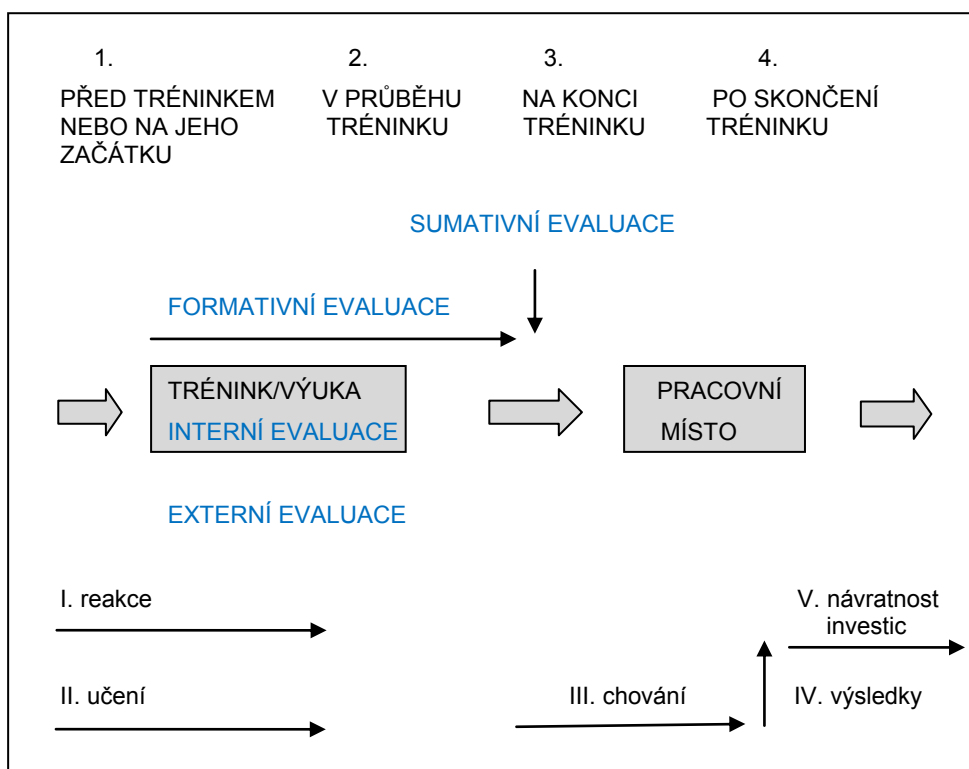 1.
2.
3.
4.
PŘED TRÉNINKEM
NEBO NA JEHO
ZAČÁTKU
V PRŮBĚHU
TRÉNINKU
NA KONCI
TRÉNINKU
PO SKONČENÍ
TRÉNINKU
SUMATIVNÍ EVALUACE
FORMATIVNÍ EVALUACE
TRÉNINK/VÝUKA
INTERNÍ EVALUACE
PRACOVNÍ
MÍSTO
EXTERNÍ EVALUACE
I. reakce
V. návratnost
investic
II. učení
III. chování
IV. výsledky